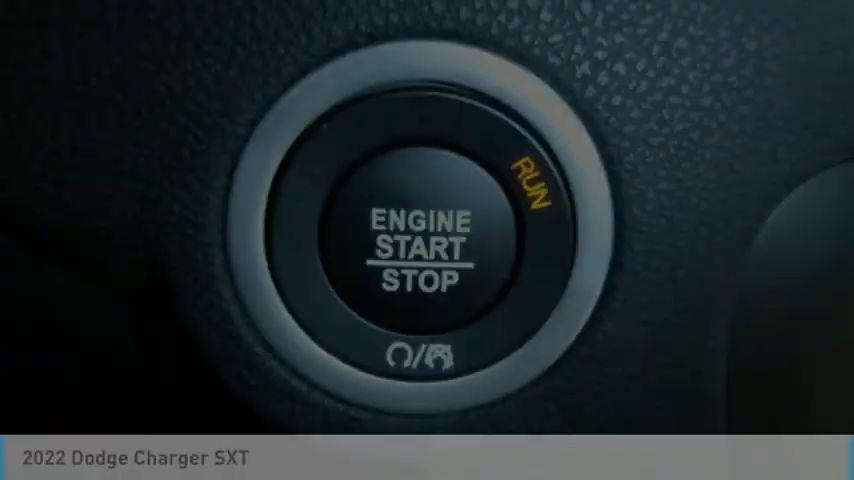 RUN
ENGINE
START
STOP
2022 Dodge Charger SXT